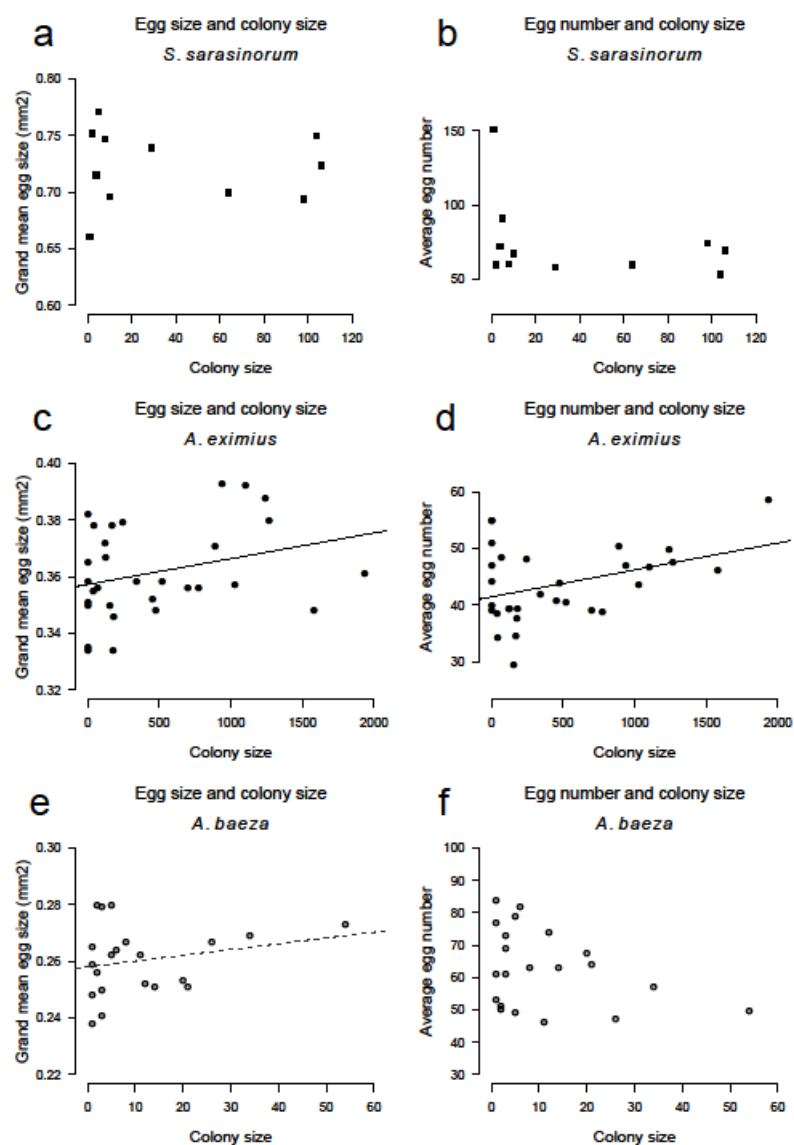 a
Egg size and colony size
S. sarasinorum
Grand mean egg size (mm2)
0.80
0.75
0.70
0.65
0.60
0 20 40 60 80 100 120
Colony size
b
Egg number and colony size
S. sarasinorum
Average egg number
150
100
50
0 20 40 60 80 100 120
Colony size
c
Egg size and colony size
A. eximius
Grand mean egg size (mm2)
0.40
0.38
0.36
0.34
0.32
0 500 1000 1500 2000
Colony size
d
Egg number and colony size
A. eximius
Average egg number
60
50
40
30
0 500 1000 1500 2000
Colony size
e
Egg size and colony size
A. baeza
Grand mean egg size (mm2)
0.30
0.28
0.26
0.24
0.22
0 10 20 30 40 50 60
Colony size
f
Egg number and colony size
A. baeza
Average egg number
100
90
80
70
60
50
40
30
0 10 20 30 40 50 60
Colony size